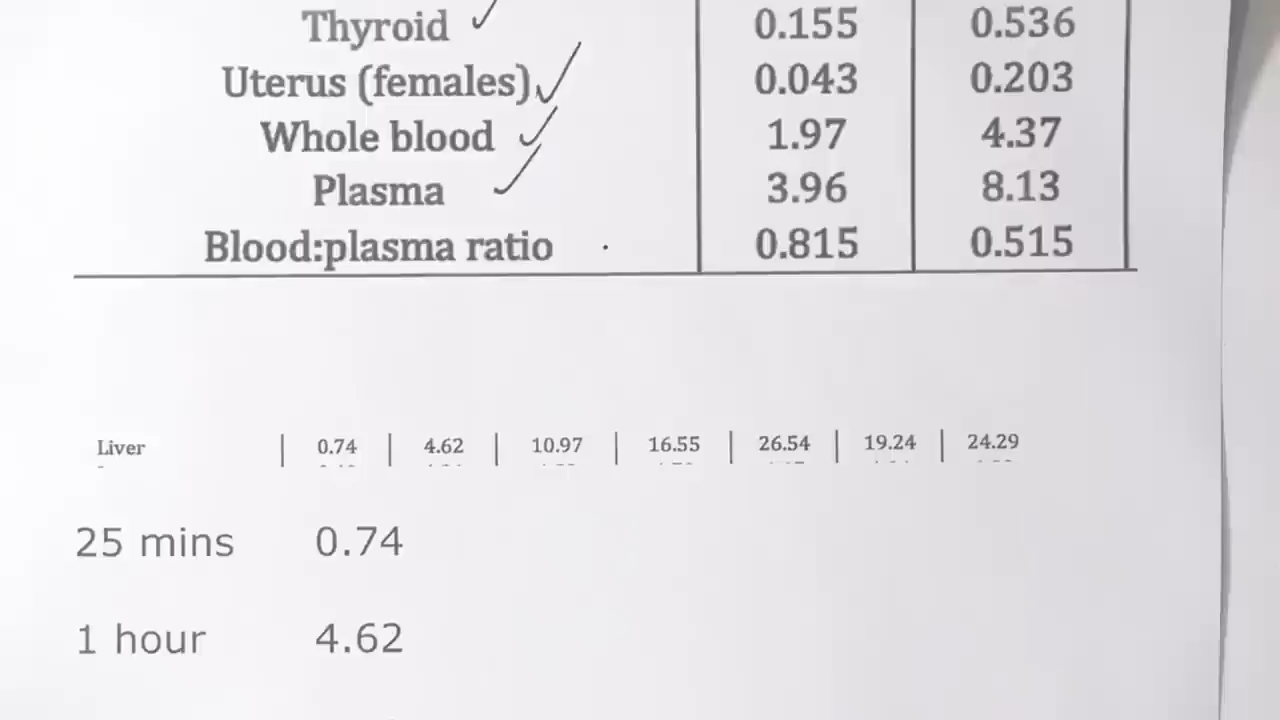 Thyroid ✓ 0.155 0.536
Uterus (females) ✓ 0.043 0.203
Whole blood ✓ 1.97 4.37
Plasma ✓ 3.96 8.13
Blood:plasma ratio 0.815 0.515
Liver | 0.74 | 4.62 | 10.97 | 16.55 | 26.54 | 19.24 | 24.29
25 mins 0.74
1 hour 4.62